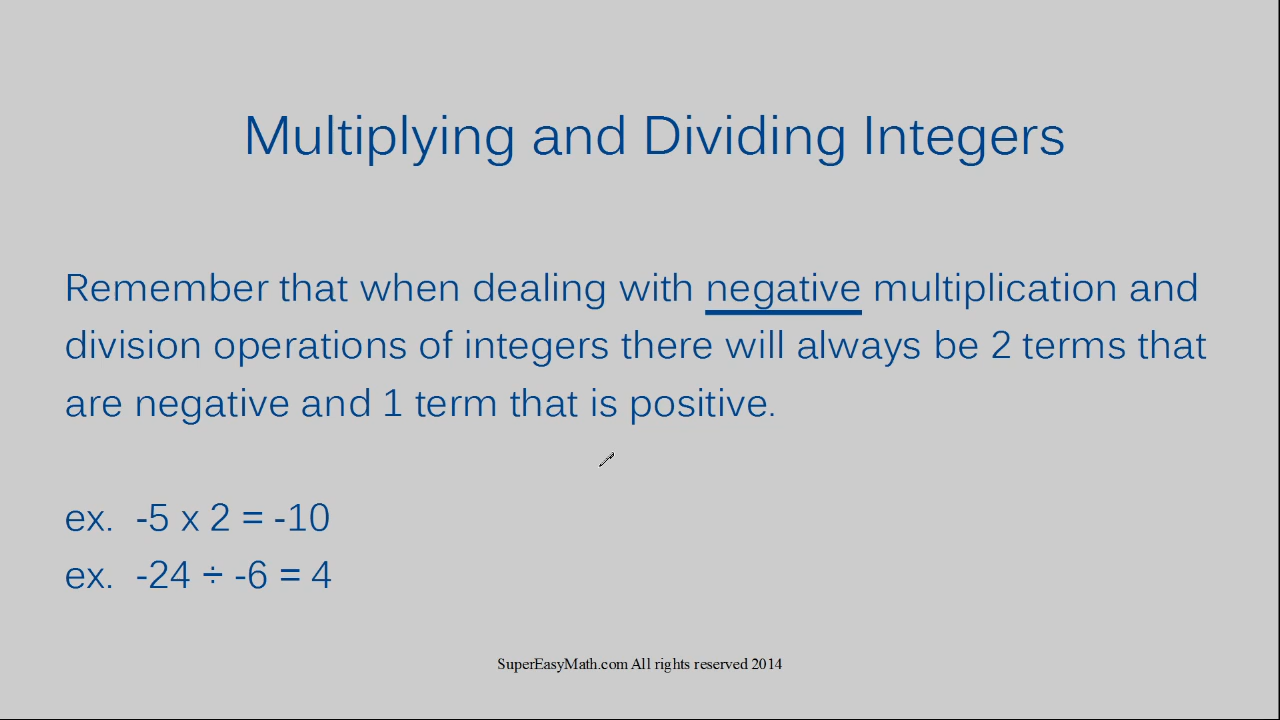 Multiplying and Dividing Integers
Remember that when dealing with negative multiplication and
division operations of integers there will always be 2 terms that
are negative and 1 term that is positive.
ex.  -5 x 2 = -10
ex.  -24 ÷ -6 = 4
SuperEasyMath.com All rights reserved 2014